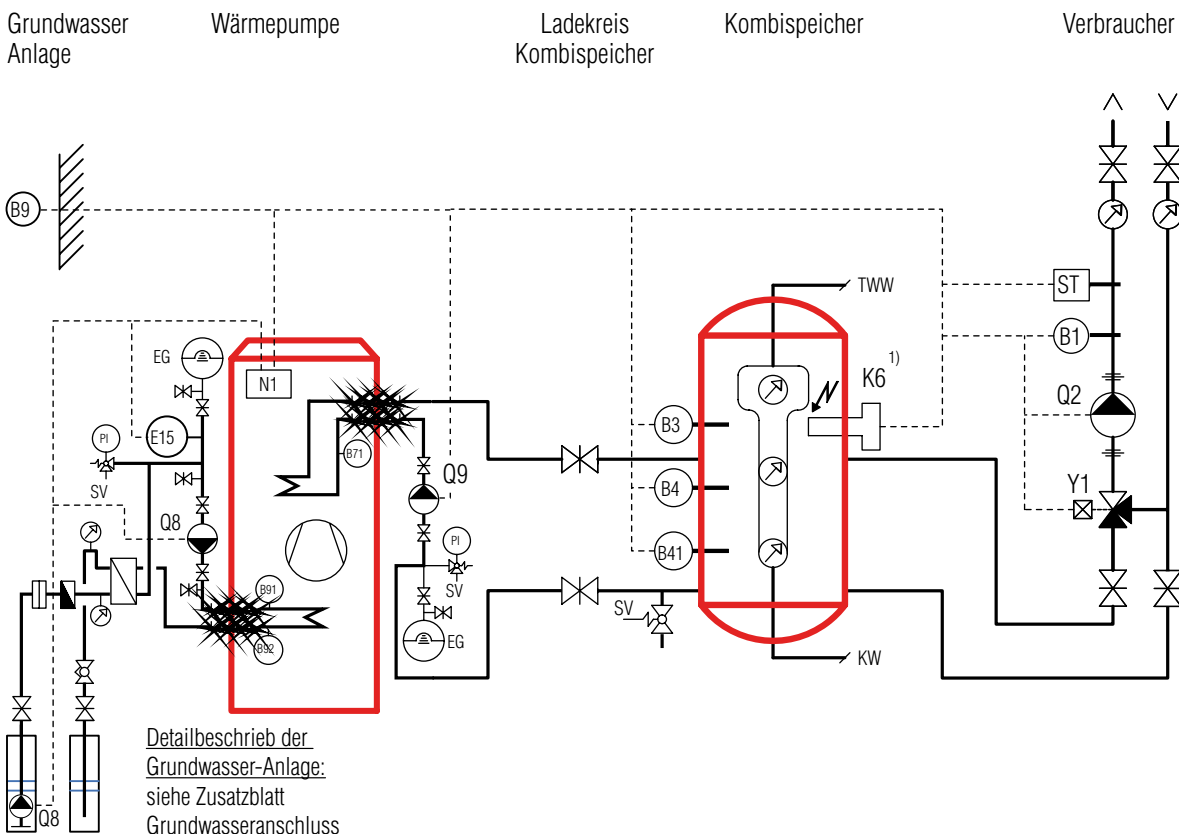 Grundwasser
Anlage
Wärmepumpe
Ladekreis
Kombispeicher
Kombispeicher
Verbraucher
B9
TWW
ST
B1
EG
N1
K6 1)
Q2
E15
PI
SV
B71
B3
Q9
B4
Y1
Q8
PI
B41
SV
B91
SV
EG
B92
KW
Detailbeschrieb der
Grundwasser-Anlage:
siehe Zusatzblatt
Grundwasseranschluss
Q8